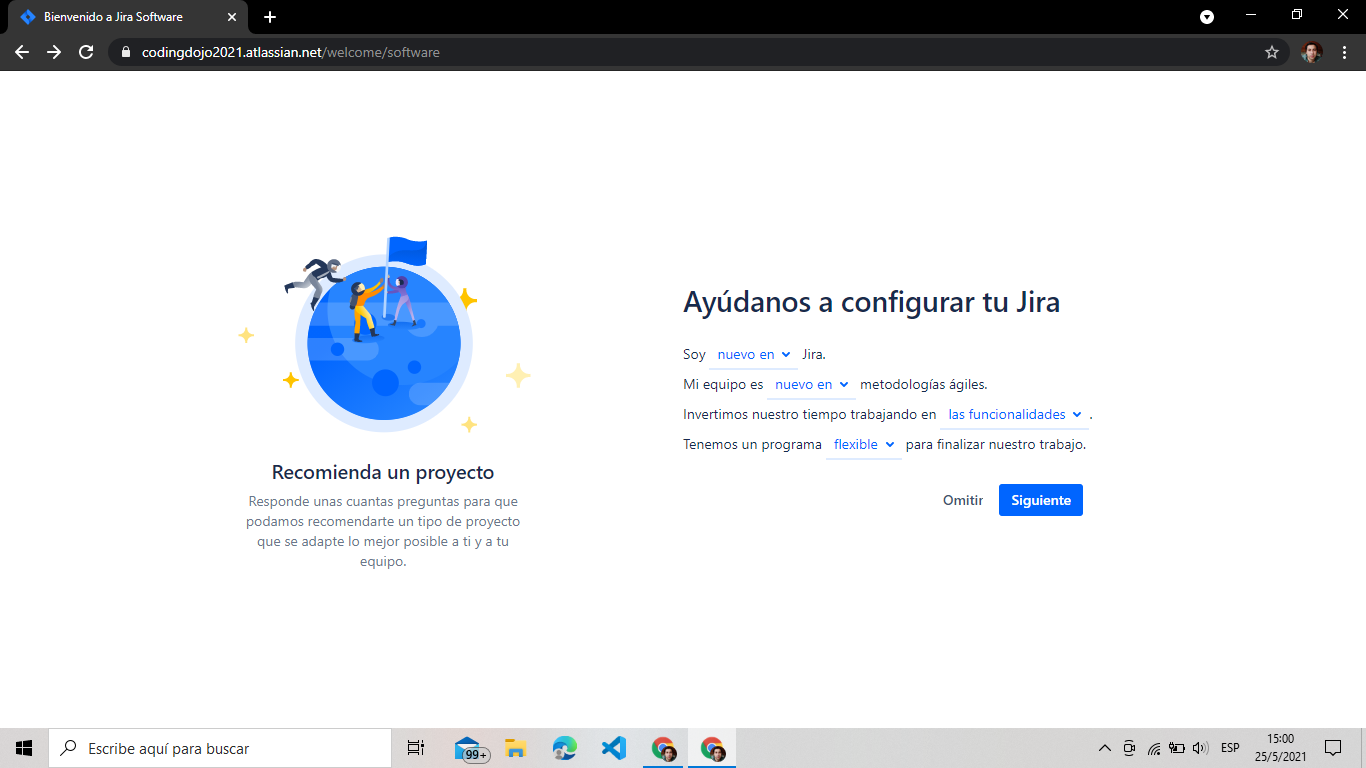 Bienvenido a Jira Software
codingdojo2021.atlassian.net/welcome/software
Recomienda un proyecto
Responde unas cuantas preguntas para que
podamos recomendarte un tipo de proyecto
que se adapte lo mejor posible a ti y a tu
equipo.
Ayúdanos a configurar tu Jira
Soy nuevo en Jira.
Mi equipo es nuevo en metodologías ágiles.
Invertimos nuestro tiempo trabajando en las funcionalidades .
Tenemos un programa flexible para finalizar nuestro trabajo.
Omitir Siguiente
Escribe aquí para buscar
99+
ESP
15:00
25/5/2021